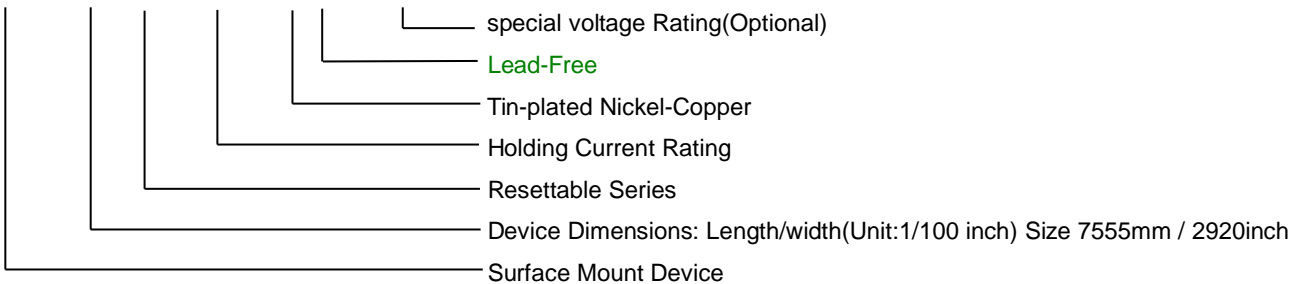 special voltage Rating(Optional)
Lead-Free
Tin-plated Nickel-Copper
Holding Current Rating
Resettable Series
Device Dimensions: Length/width(Unit:1/100 inch) Size 7555mm / 2920inch
Surface Mount Device